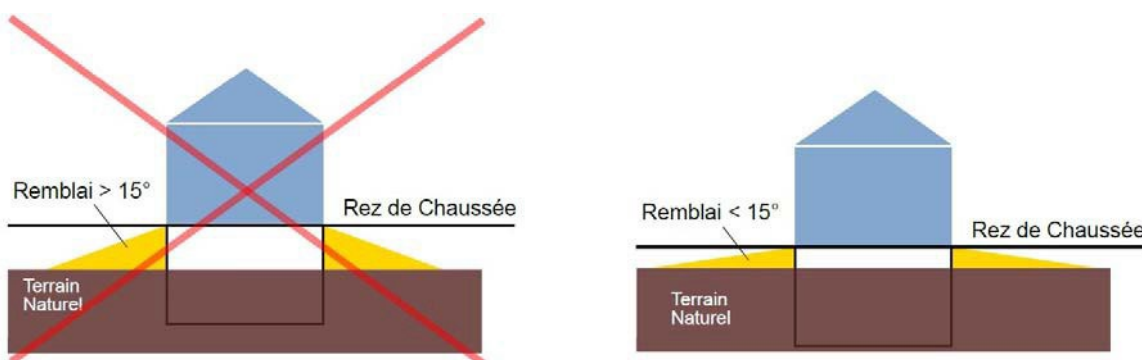 Remblai > 15°
Rez de Chaussée
Terrain
Naturel
Remblai < 15°
Rez de Chaussée
Terrain
Naturel